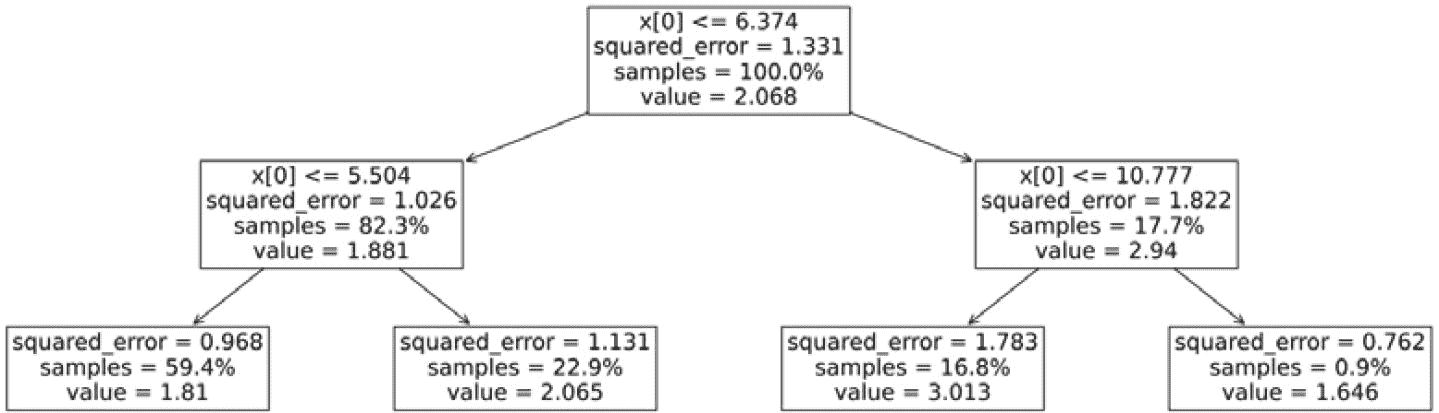 x[0] <= 6.374
squared_error = 1.331
samples = 100.0%
value = 2.068
x[0] <= 5.504
squared_error = 1.026
samples = 82.3%
value = 1.881
x[0] <= 10.777
squared_error = 1.822
samples = 17.7%
value = 2.94
squared_error = 0.968
samples = 59.4%
value = 1.81
squared_error = 1.131
samples = 22.9%
value = 2.065
squared_error = 1.783
samples = 16.8%
value = 3.013
squared_error = 0.762
samples = 0.9%
value = 1.646